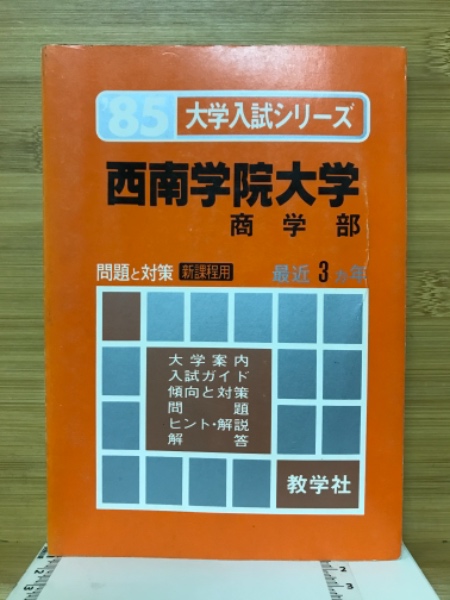 '85 大学入試シリーズ
西南学院大学
商学部
問題と対策 新課程用 最近3カ年
大学案内
入試ガイド
傾向と対策
問題
ヒント・解説
解答
教学社